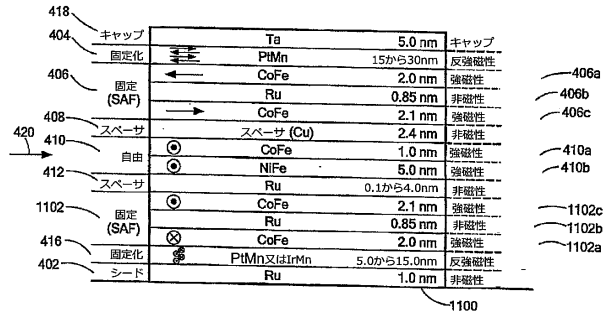 418
キャップ Ta 5.0 nm キャップ
404
固定化 PtMn 15から30nm 反強磁性
406 固定 (SAF)
CoFe 2.0 nm 強磁性 406a
Ru 0.85 nm 非磁性 406b
CoFe 2.1 nm 強磁性 406c
408
スペーサ スペーサ (Cu) 2.4 nm 非磁性
420 410 自由
CoFe 1.0 nm 強磁性 410a
NiFe 5.0 nm 強磁性 410b
412
スペーサ Ru 0.1から4.0nm 非磁性
1102 固定 (SAF)
CoFe 2.1 nm 強磁性 1102c
Ru 0.85 nm 非磁性 1102b
CoFe 2.0 nm 強磁性 1102a
416
固定化 PtMn又はIrMn 5.0から15.0nm 反強磁性
402
シード Ru 1.0 nm 非磁性
1100